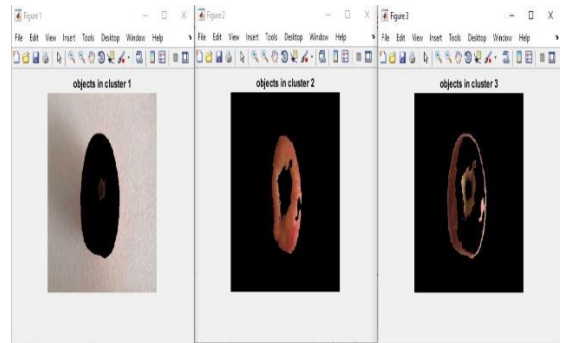 Figure 1
File Edit View Insert Tools Desktop Window Help
objects in cluster 1
Figure 2
File Edit View Insert Tools Desktop Window Help
objects in cluster 2
Figure 3
File Edit View Insert Tools Desktop Window Help
objects in cluster 3